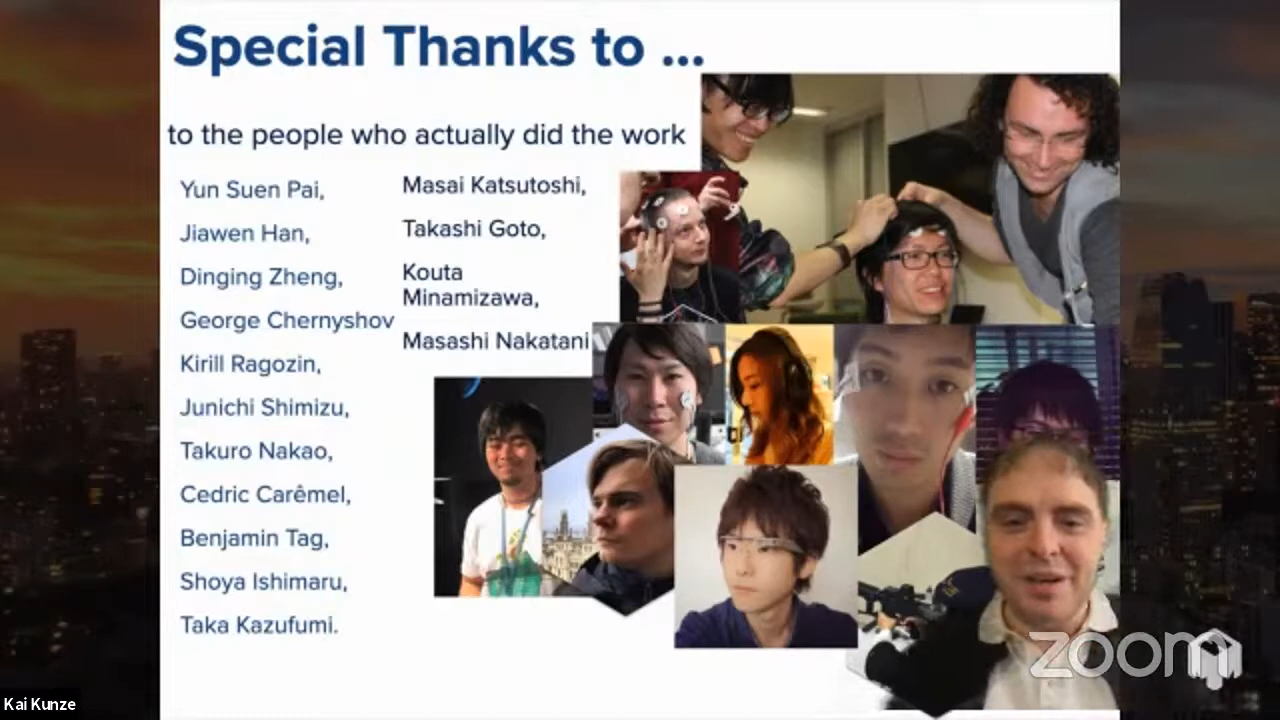 Special Thanks to ...
to the people who actually did the work
Yun Suen Pai,
Jiawen Han,
Dinging Zheng,
George Chernyshov
Kirill Ragozin,
Junichi Shimizu,
Takuro Nakao,
Cedric Carêmel,
Benjamin Tag,
Shoya Ishimaru,
Taka Kazufumi.
Masai Katsutoshi,
Takashi Goto,
Kouta
Minamizawa,
Masashi Nakatani
zoom
Kai Kunze